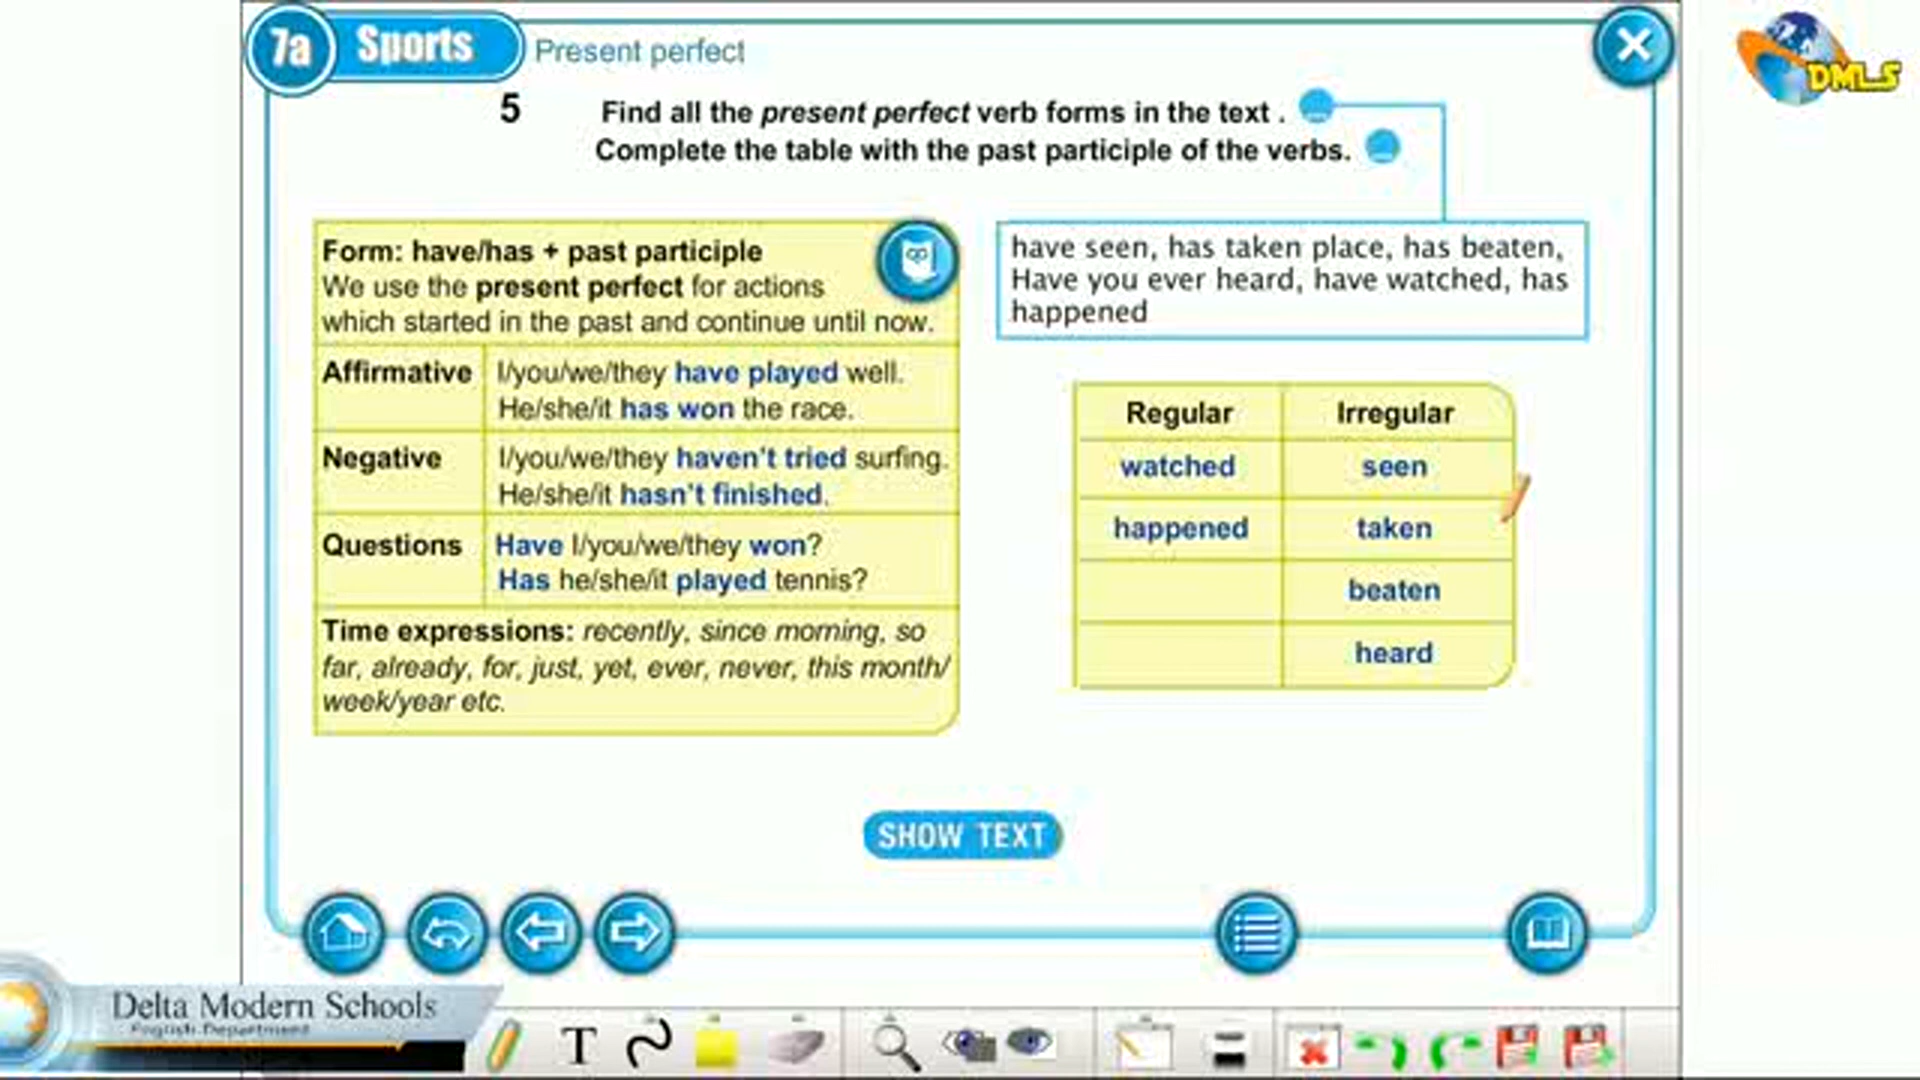 7a Sports Present perfect
DMLS
5 Find all the present perfect verb forms in the text .
Complete the table with the past participle of the verbs.
Form: have/has + past participle
We use the present perfect for actions
which started in the past and continue until now.
Affirmative I/you/we/they have played well.
He/she/it has won the race.
Negative I/you/we/they haven't tried surfing.
He/she/it hasn't finished.
Questions Have I/you/we/they won?
Has he/she/it played tennis?
Time expressions: recently, since morning, so
far, already, for, just, yet, ever, never, this month/
week/year etc.
have seen, has taken place, has beaten,
Have you ever heard, have watched, has
happened
Regular Irregular
watched seen
happened taken
beaten
heard
SHOW TEXT
Delta Modern Schools
English Department
T